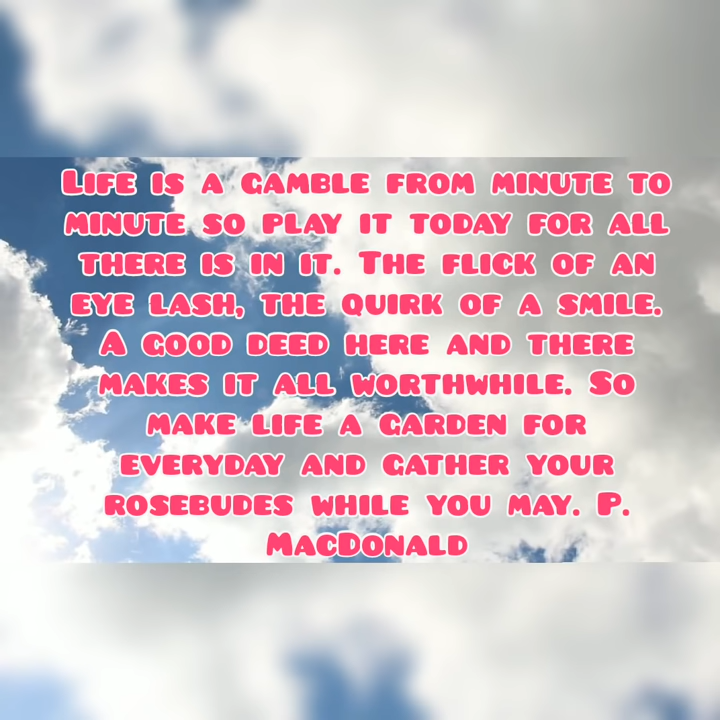 Life is a gamble from minute to
minute so play it today for all
there is in it. The flick of an
eye lash, the quirk of a smile.
A good deed here and there
makes it all worthwhile. So
make life a garden for
everyday and gather your
rosebudes while you may. P.
MacDonald